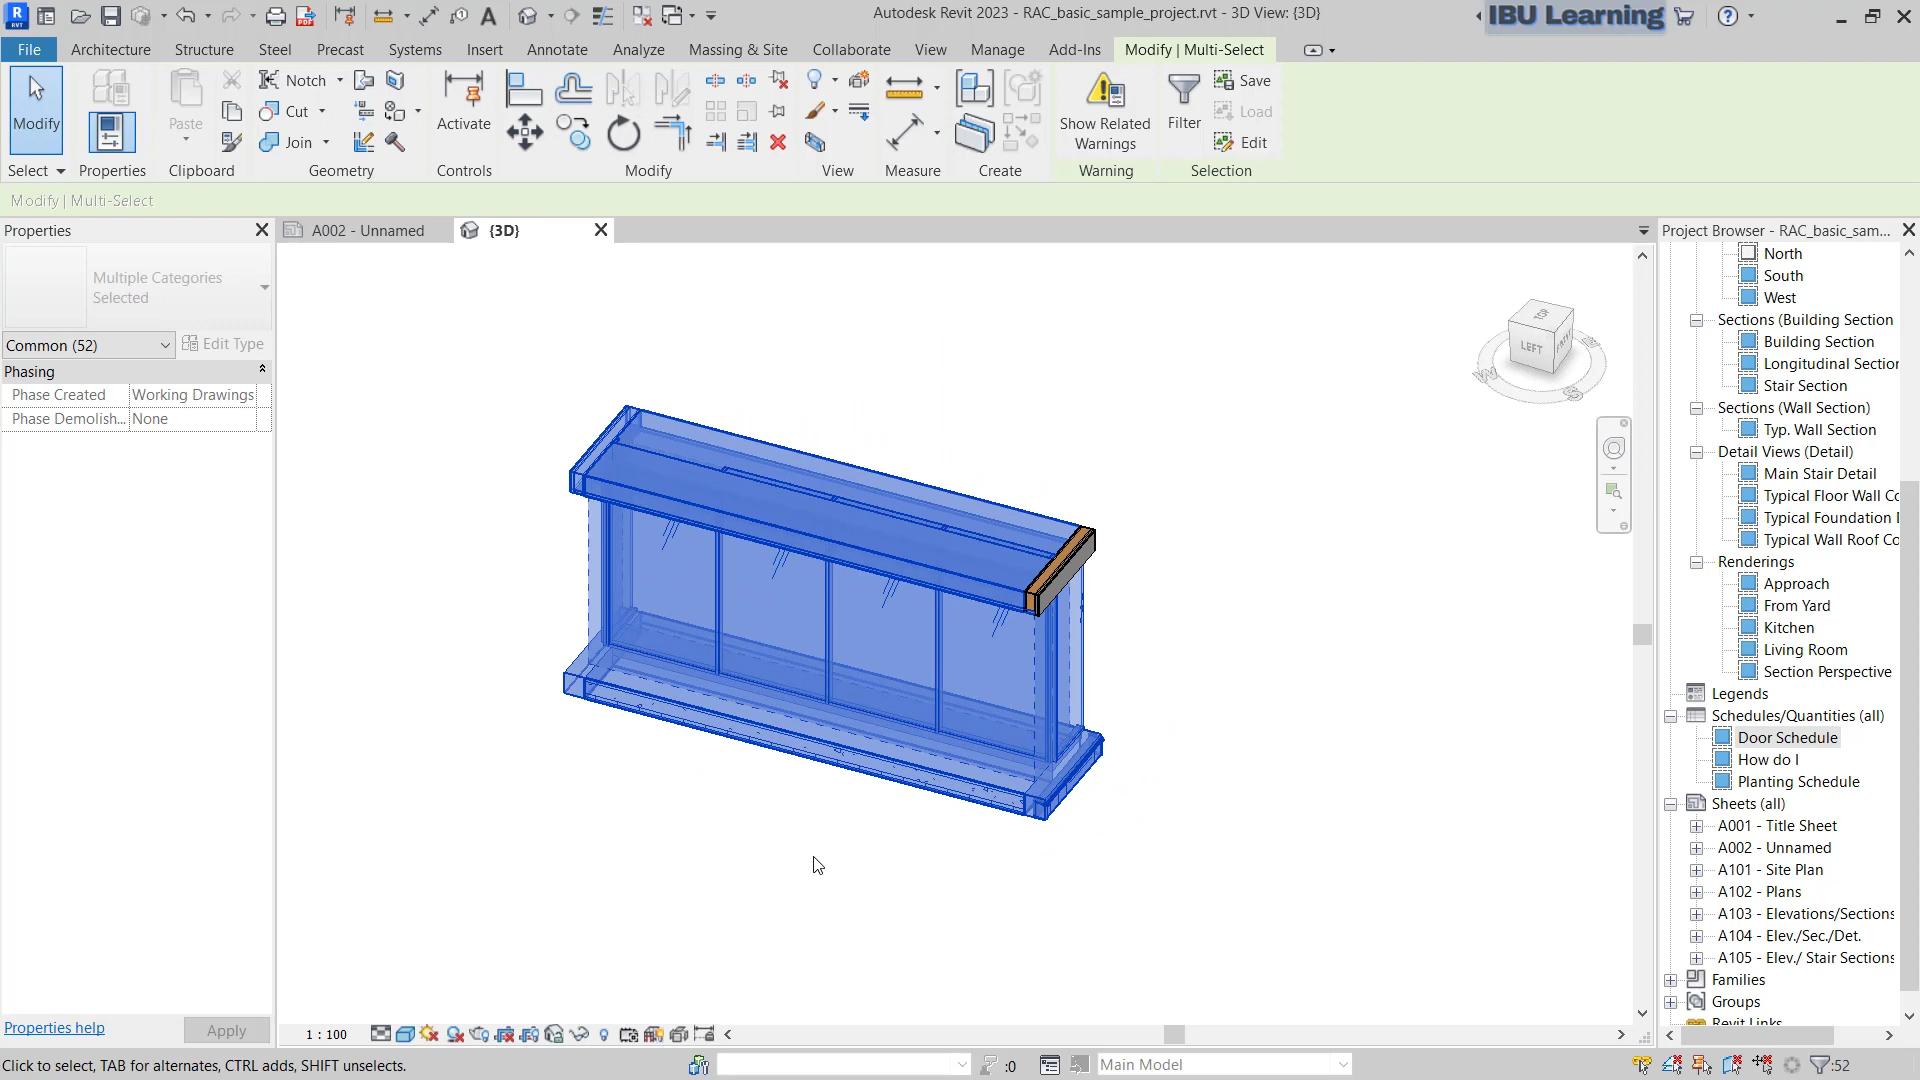 Autodesk Revit 2023 - RAC_basic_sample_project.rvt - 3D View: {3D}
IBU Learning
File Architecture Structure Steel Precast Systems Insert Annotate Analyze Massing & Site Collaborate View Manage Add-Ins Modify | Multi-Select
Modify
Paste
Notch
Cut
Join
Activate
Show Related
Warnings
Filter
Save
Load
Edit
Select Properties Clipboard Geometry Controls Modify View Measure Create Warning Selection
Modify | Multi-Select
Properties
A002 - Unnamed
{3D}
Project Browser - RAC_basic_sam...
Multiple Categories
Selected
Common (52)
Edit Type
Phasing
Phase Created Working Drawings
Phase Demolish... None
TOP
LEFT
FRONT
W
S
North
South
West
Sections (Building Section
Building Section
Longitudinal Section
Stair Section
Sections (Wall Section)
Typ. Wall Section
Detail Views (Detail)
Main Stair Detail
Typical Floor Wall Co
Typical Foundation D
Typical Wall Roof Co
Renderings
Approach
From Yard
Kitchen
Living Room
Section Perspective
Legends
Schedules/Quantities (all)
Door Schedule
How do I
Planting Schedule
Sheets (all)
A001 - Title Sheet
A002 - Unnamed
A101 - Site Plan
A102 - Plans
A103 - Elevations/Sections
A104 - Elev./Sec./Det.
A105 - Elev./ Stair Sections
Families
Groups
Revit Links
Properties help
Apply
1 : 100
Click to select, TAB for alternates, CTRL adds, SHIFT unselects.
:0
Main Model
:52